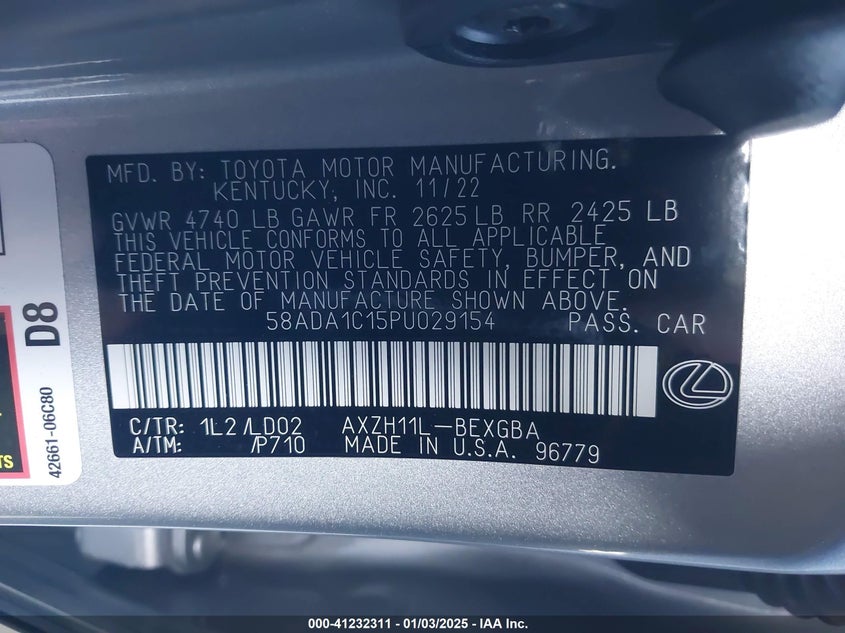 MFD. BY: TOYOTA MOTOR MANUFACTURING.
KENTUCKY, INC. 11/22
GVWR 4740 LB GAWR FR 2625 LB RR 2425 LB
THIS VEHICLE CONFORMS TO ALL APPLICABLE
FEDERAL MOTOR VEHICLE SAFETY, BUMPER, AND
THEFT PREVENTION STANDARDS IN EFFECT ON
THE DATE OF MANUFACTURE SHOWN ABOVE.
58ADA1C15PU029154 PASS. CAR
C/TR: 1L2 /LD02 AXZH11L-BEXGBA
A/TM: /P710 MADE IN U.S.A. 96779
D8
42661-06C80
000-41232311 - 01/03/2025 - IAA Inc.